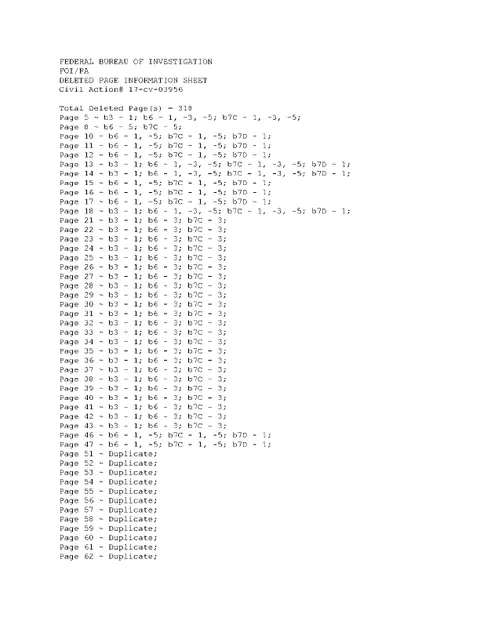 FEDERAL BUREAU OF INVESTIGATION
FOI/PA
DELETED PAGE INFORMATION SHEET
Civil Action# 17-cv-03956
Total Deleted Page(s) = 318
Page 5 ~ b3 - 1; b6 - 1, -3, -5; b7C - 1, -3, -5;
Page 8 ~ b6 - 5; b7C - 5;
Page 10 ~ b6 - 1, -5; b7C - 1, -5; b7D - 1;
Page 11 ~ b6 - 1, -5; b7C - 1, -5; b7D - 1;
Page 12 ~ b6 - 1, -5; b7C - 1, -5; b7D - 1;
Page 13 ~ b3 - 1; b6 - 1, -3, -5; b7C - 1, -3, -5; b7D - 1;
Page 14 ~ b3 - 1; b6 - 1, -3, -5; b7C - 1, -3, -5; b7D - 1;
Page 15 ~ b6 - 1, -5; b7C - 1, -5; b7D - 1;
Page 16 ~ b6 - 1, -5; b7C - 1, -5; b7D - 1;
Page 17 ~ b6 - 1, -5; b7C - 1, -5; b7D - 1;
Page 18 ~ b3 - 1; b6 - 1, -3, -5; b7C - 1, -3, -5; b7D - 1;
Page 21 ~ b3 - 1; b6 - 3; b7C - 3;
Page 22 ~ b3 - 1; b6 - 3; b7C - 3;
Page 23 ~ b3 - 1; b6 - 3; b7C - 3;
Page 24 ~ b3 - 1; b6 - 3; b7C - 3;
Page 25 ~ b3 - 1; b6 - 3; b7C - 3;
Page 26 ~ b3 - 1; b6 - 3; b7C - 3;
Page 27 ~ b3 - 1; b6 - 3; b7C - 3;
Page 28 ~ b3 - 1; b6 - 3; b7C - 3;
Page 29 ~ b3 - 1; b6 - 3; b7C - 3;
Page 30 ~ b3 - 1; b6 - 3; b7C - 3;
Page 31 ~ b3 - 1; b6 - 3; b7C - 3;
Page 32 ~ b3 - 1; b6 - 3; b7C - 3;
Page 33 ~ b3 - 1; b6 - 3; b7C - 3;
Page 34 ~ b3 - 1; b6 - 3; b7C - 3;
Page 35 ~ b3 - 1; b6 - 3; b7C - 3;
Page 36 ~ b3 - 1; b6 - 3; b7C - 3;
Page 37 ~ b3 - 1; b6 - 3; b7C - 3;
Page 38 ~ b3 - 1; b6 - 3; b7C - 3;
Page 39 ~ b3 - 1; b6 - 3; b7C - 3;
Page 40 ~ b3 - 1; b6 - 3; b7C - 3;
Page 41 ~ b3 - 1; b6 - 3; b7C - 3;
Page 42 ~ b3 - 1; b6 - 3; b7C - 3;
Page 43 ~ b3 - 1; b6 - 3; b7C - 3;
Page 46 ~ b6 - 1, -5; b7C - 1, -5; b7D - 1;
Page 47 ~ b6 - 1, -5; b7C - 1, -5; b7D - 1;
Page 51 ~ Duplicate;
Page 52 ~ Duplicate;
Page 53 ~ Duplicate;
Page 54 ~ Duplicate;
Page 55 ~ Duplicate;
Page 56 ~ Duplicate;
Page 57 ~ Duplicate;
Page 58 ~ Duplicate;
Page 59 ~ Duplicate;
Page 60 ~ Duplicate;
Page 61 ~ Duplicate;
Page 62 ~ Duplicate;